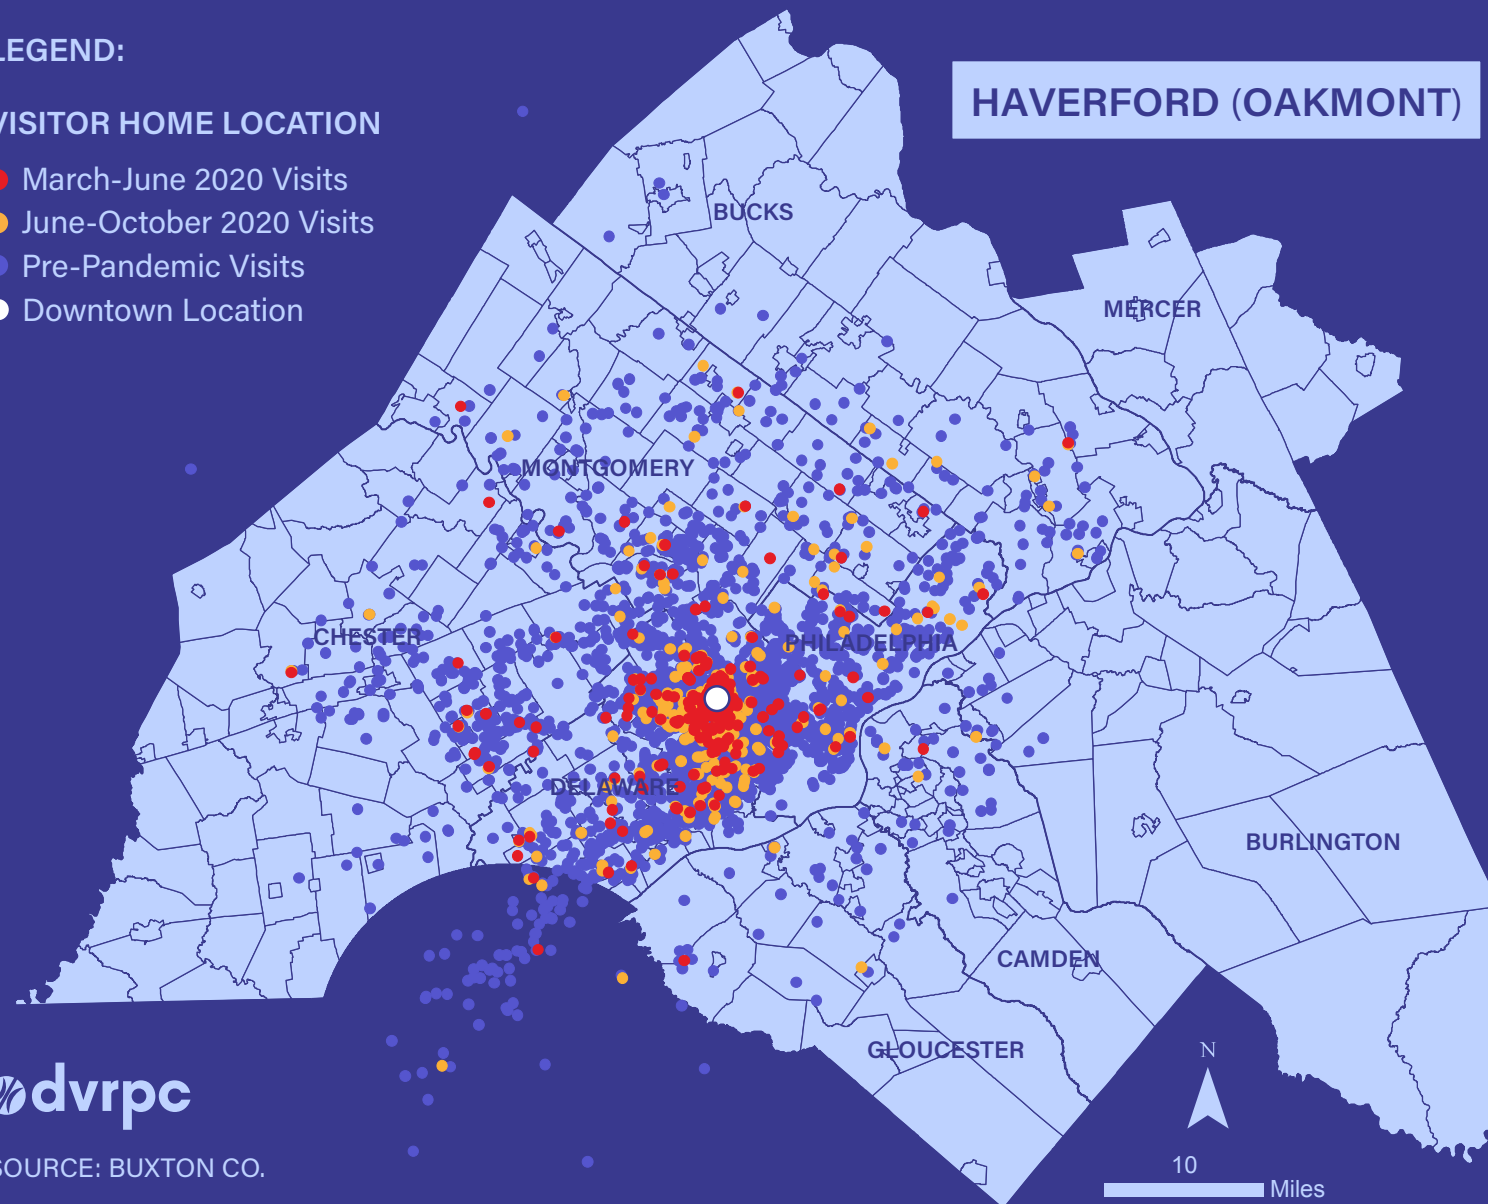 LEGEND:
HAVERFORD (OAKMONT)
VISITOR HOME LOCATION
March-June 2020 Visits
June-October 2020 Visits
Pre-Pandemic Visits
Downtown Location
BUCKS
MERCER
MONTGOMERY
CHESTER
PHILADELPHIA
DELAWARE
BURLINGTON
CAMDEN
GLOUCESTER
N
dvrpc
SOURCE: BUXTON CO.
10
Miles